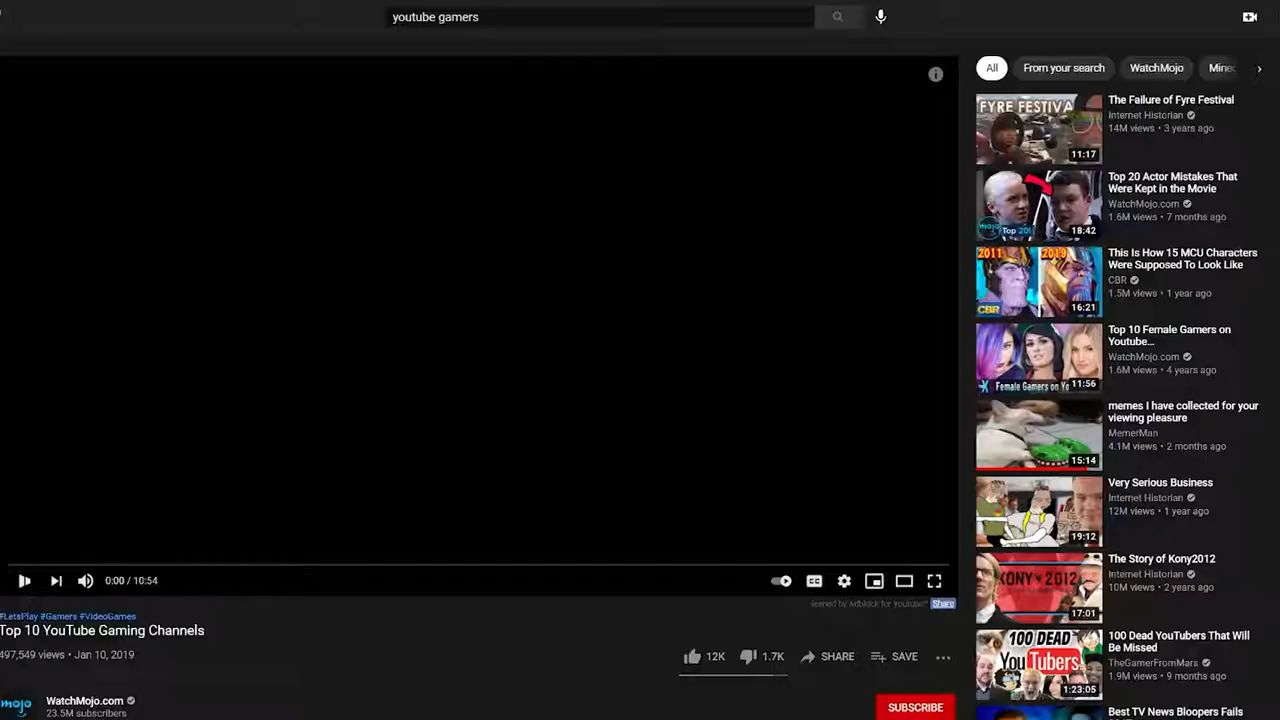 youtube gamers
All
From your search
WatchMojo
Minec
FYRE FESTIVA
11:17
The Failure of Fyre Festival
Internet Historian
14M views • 3 years ago
mojo
Top 20!
18:42
Top 20 Actor Mistakes That
Were Kept in the Movie
WatchMojo.com
1.6M views • 7 months ago
2011
2019
CBR
16:21
This Is How 15 MCU Characters
Were Supposed To Look Like
CBR
1.5M views • 1 year ago
Female Gamers on Yo
11:56
Top 10 Female Gamers on
Youtube...
WatchMojo.com
1.6M views • 4 years ago
15:14
memes I have collected for your
viewing pleasure
MemerMan
4.1M views • 2 months ago
19:12
Very Serious Business
Internet Historian
12M views • 1 year ago
KONY 2012
17:01
The Story of Kony2012
Internet Historian
10M views • 2 years ago
100 DEAD
YouTubers
1:23:05
100 Dead YouTubers That Will
Be Missed
TheGamerFromMars
1.9M views • 9 months ago
Best TV News Bloopers Fails
0:00 / 10:54
CC
by Adblock for youtube™
Share
#LetsPlay #Gamers #VideoGames
Top 10 YouTube Gaming Channels
497,549 views • Jan 10, 2019
12K
1.7K
SHARE
SAVE
mojo
WatchMojo.com
23.5M subscribers
SUBSCRIBE